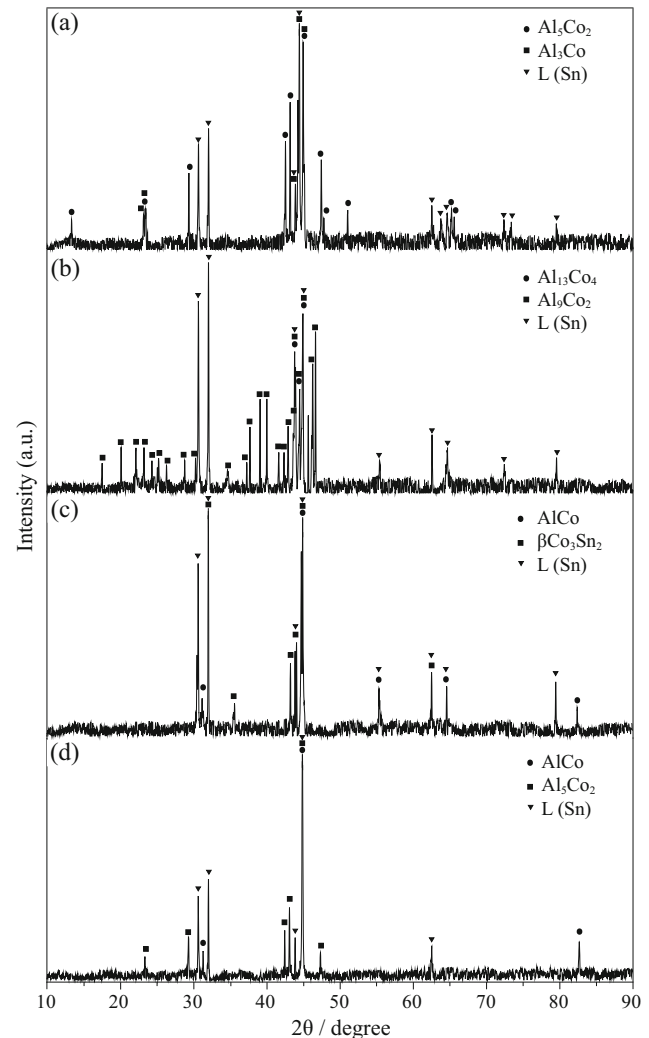 (a)
● Al₅Co₂
■ Al₃Co
▼ L (Sn)
(b)
● Al₁₃Co₄
■ Al₉Co₂
▼ L (Sn)
(c)
● AlCo
■ βCo₃Sn₂
▼ L (Sn)
(d)
● AlCo
■ Al₅Co₂
▼ L (Sn)
Intensity (a.u.)
10 20 30 40 50 60 70 80 90
2θ / degree